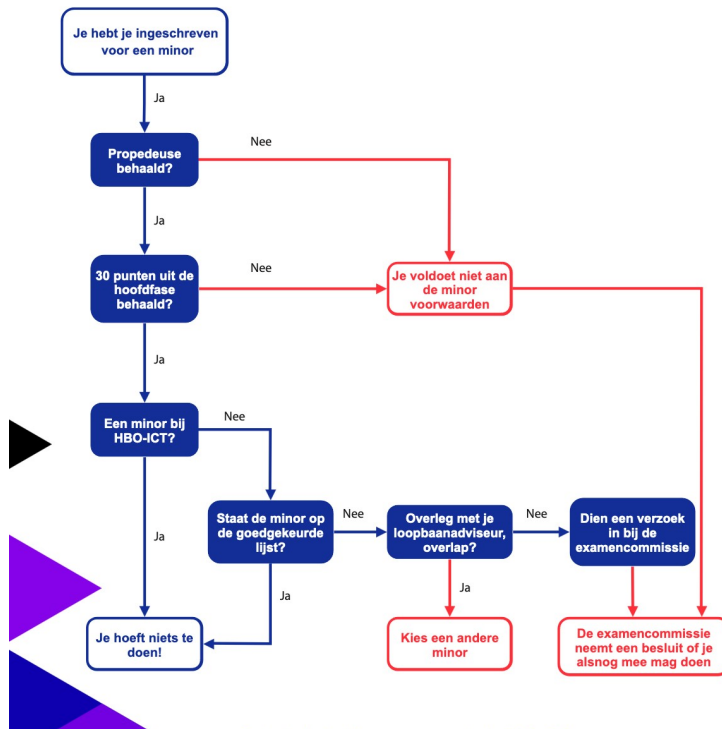 Je hebt je ingeschreven
voor een minor
Ja
Nee
Propedeuse
behaald?
Ja
30 punten uit de
hoofdfase
behaald?
Nee
Je voldoet niet aan
de minor
voorwaarden
Ja
Nee
Een minor bij
HBO-ICT?
Staat de minor op
de goedgekeurde
lijst?
Nee
Overleg met je
loopbaanadviseur,
overlap?
Nee
Dien een verzoek
in bij de
examencommissie
Ja
Ja
Ja
Je hoeft niets te
doen!
Kies een andere
minor
De examencommissie
neemt een besluit of je
alsnog mee mag doen